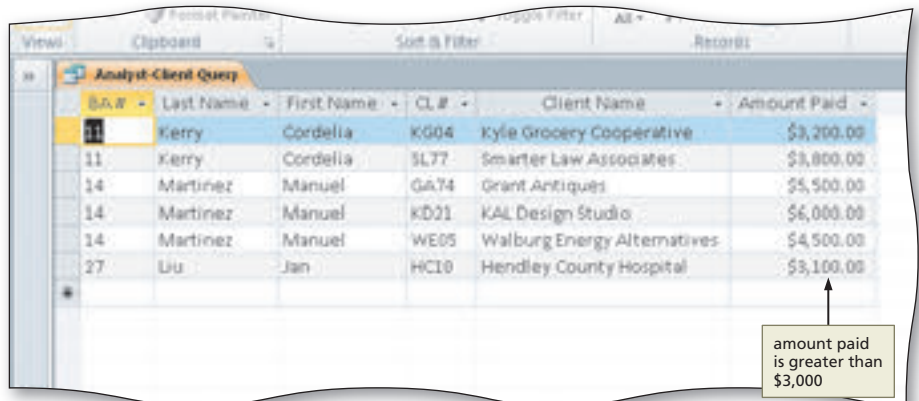 Format Painter Toggle Filter All
Views Clipboard Sort & Filter Records
Analyst-Client Query
BA # Last Name First Name CL # Client Name Amount Paid
11 Kerry Cordelia KG04 Kyle Grocery Cooperative $3,200.00
11 Kerry Cordelia SL77 Smarter Law Associates $3,800.00
14 Martinez Manuel GA74 Grant Antiques $5,500.00
14 Martinez Manuel KD21 KAL Design Studio $6,000.00
14 Martinez Manuel WE05 Walburg Energy Alternatives $4,500.00
27 Liu Jan HC10 Hendley County Hospital $3,100.00
amount paid
is greater than
$3,000